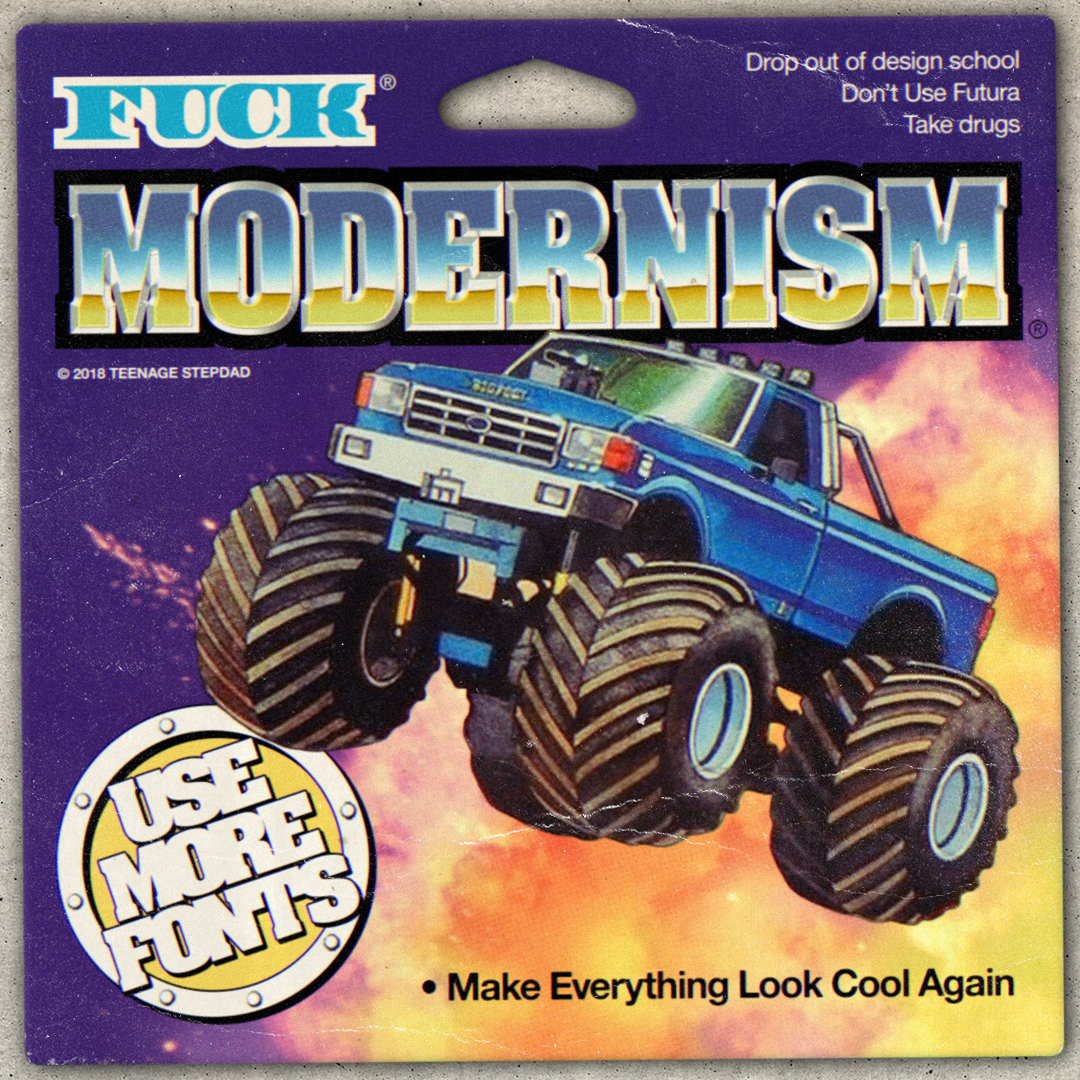 FUCK®
Drop out of design school
Don't Use Futura
Take drugs
MODERNISM®
© 2018 TEENAGE STEPDAD
BIGFOOT
USE
MORE
FONTS
• Make Everything Look Cool Again